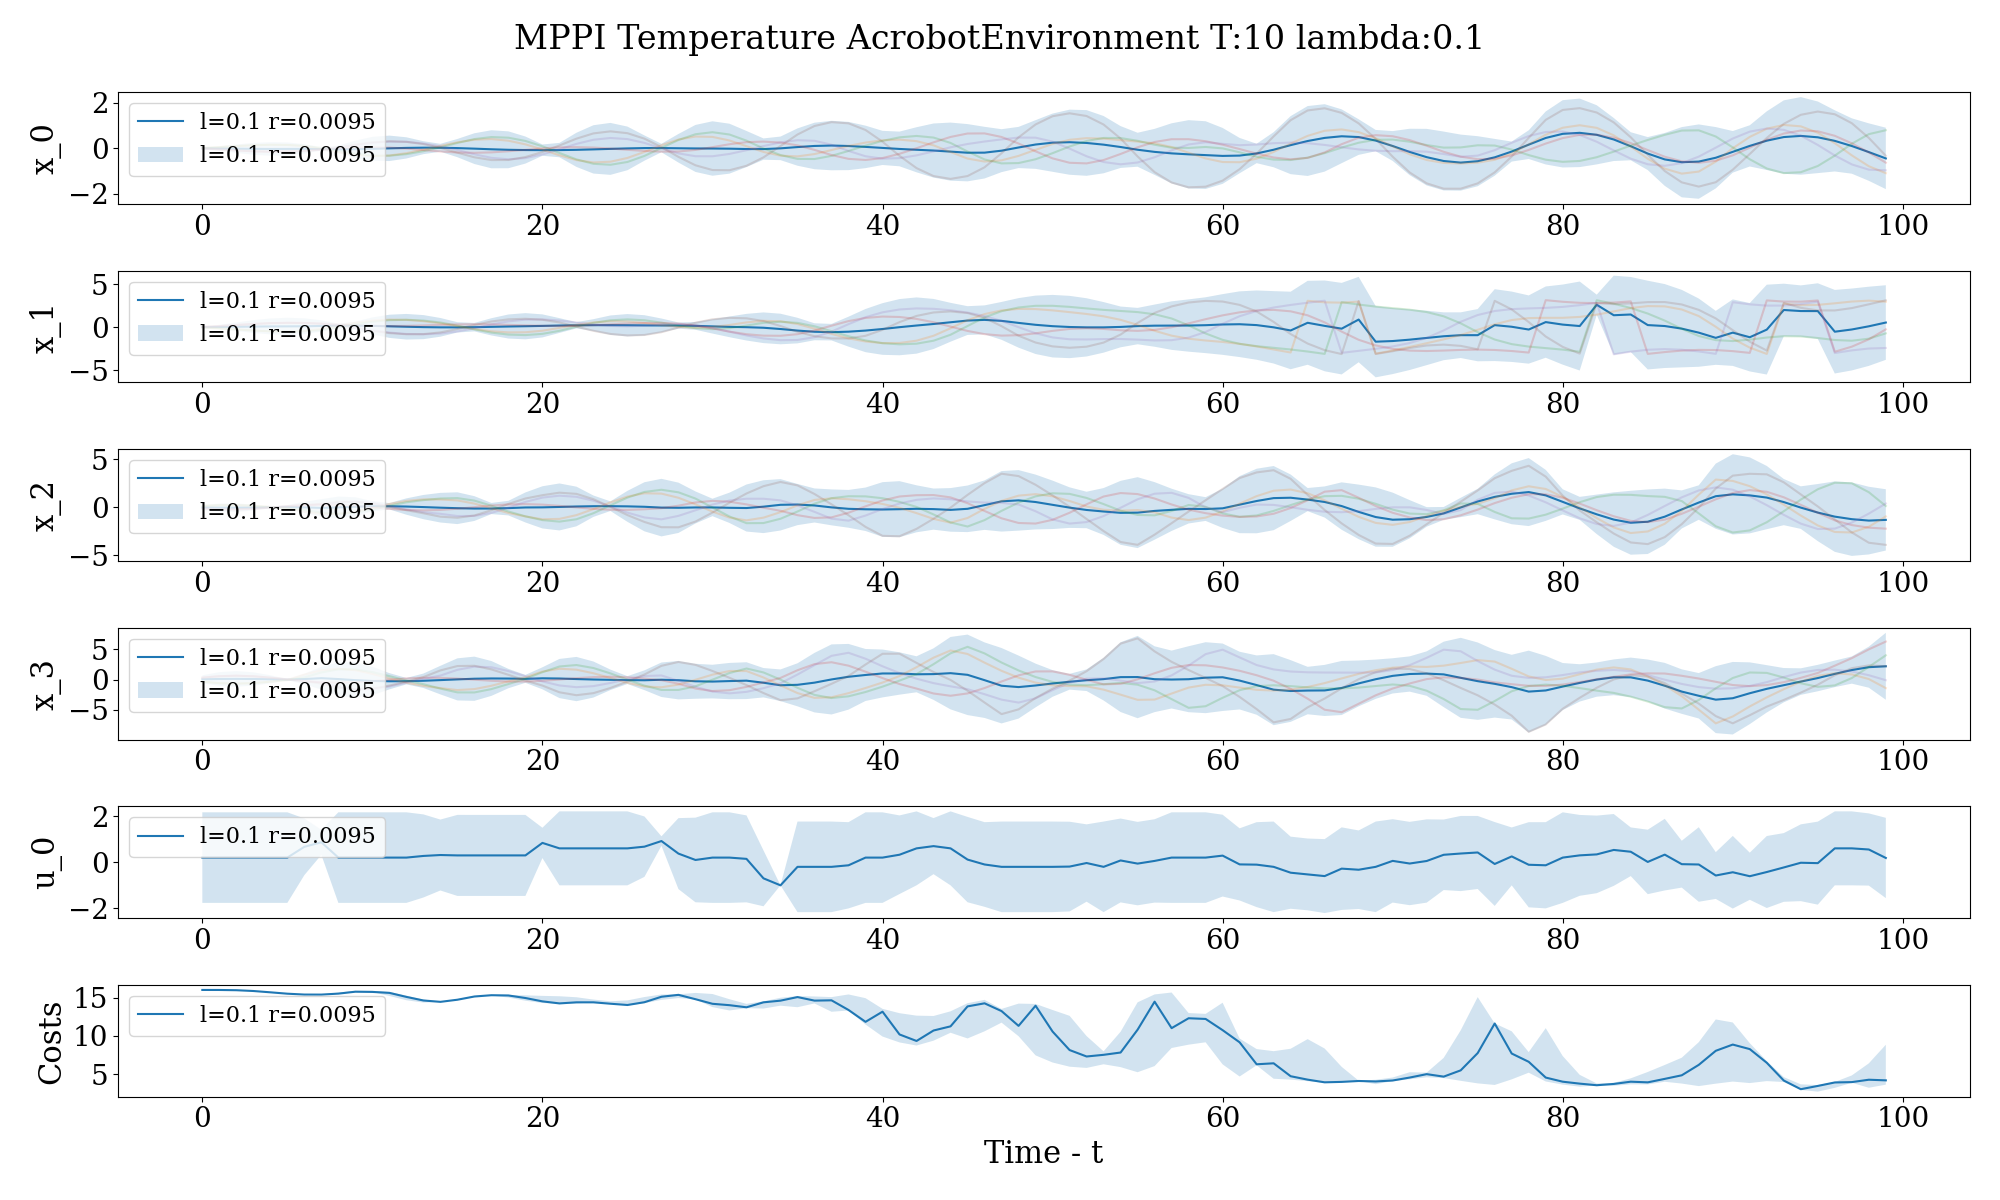 MPPI Temperature AcrobotEnvironment T:10 lambda:0.1
x_0
2
0
−2
l=0.1 r=0.0095
l=0.1 r=0.0095
0 20 40 60 80 100
x_1
5
0
−5
l=0.1 r=0.0095
l=0.1 r=0.0095
0 20 40 60 80 100
x_2
5
0
−5
l=0.1 r=0.0095
l=0.1 r=0.0095
0 20 40 60 80 100
x_3
5
0
−5
l=0.1 r=0.0095
l=0.1 r=0.0095
0 20 40 60 80 100
u_0
2
0
−2
l=0.1 r=0.0095
0 20 40 60 80 100
Costs
15
10
5
l=0.1 r=0.0095
0 20 40 60 80 100
Time - t